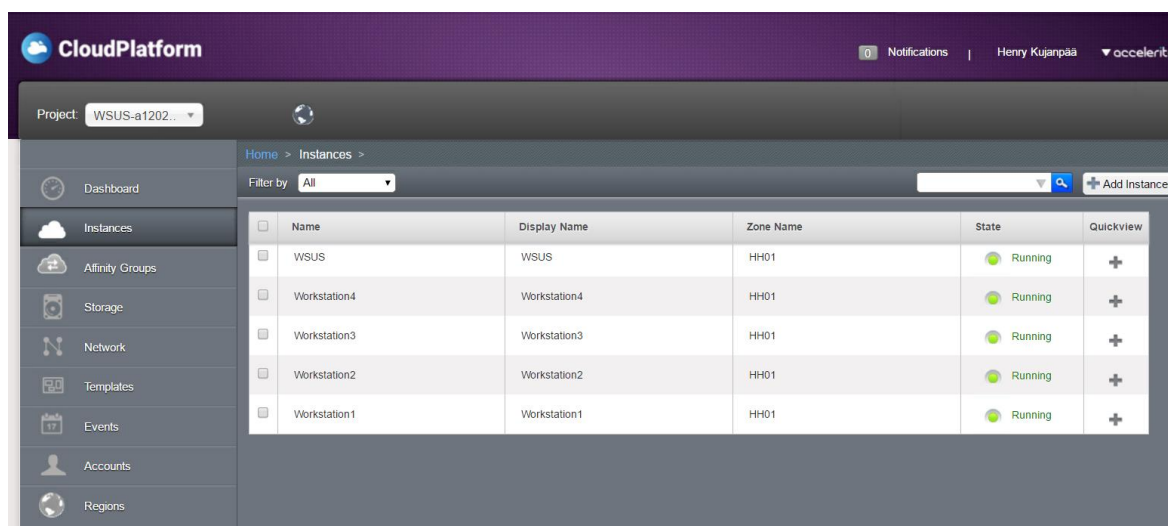 CloudPlatform
0 Notifications | Henry Kujanpää accelerit
Project: WSUS-a1202..
Home > Instances >
Filter by All
Add Instance
Dashboard
Instances
Affinity Groups
Storage
Network
Templates
17 Events
Accounts
Regions
Name Display Name Zone Name State Quickview
WSUS WSUS HH01 Running
Workstation4 Workstation4 HH01 Running
Workstation3 Workstation3 HH01 Running
Workstation2 Workstation2 HH01 Running
Workstation1 Workstation1 HH01 Running